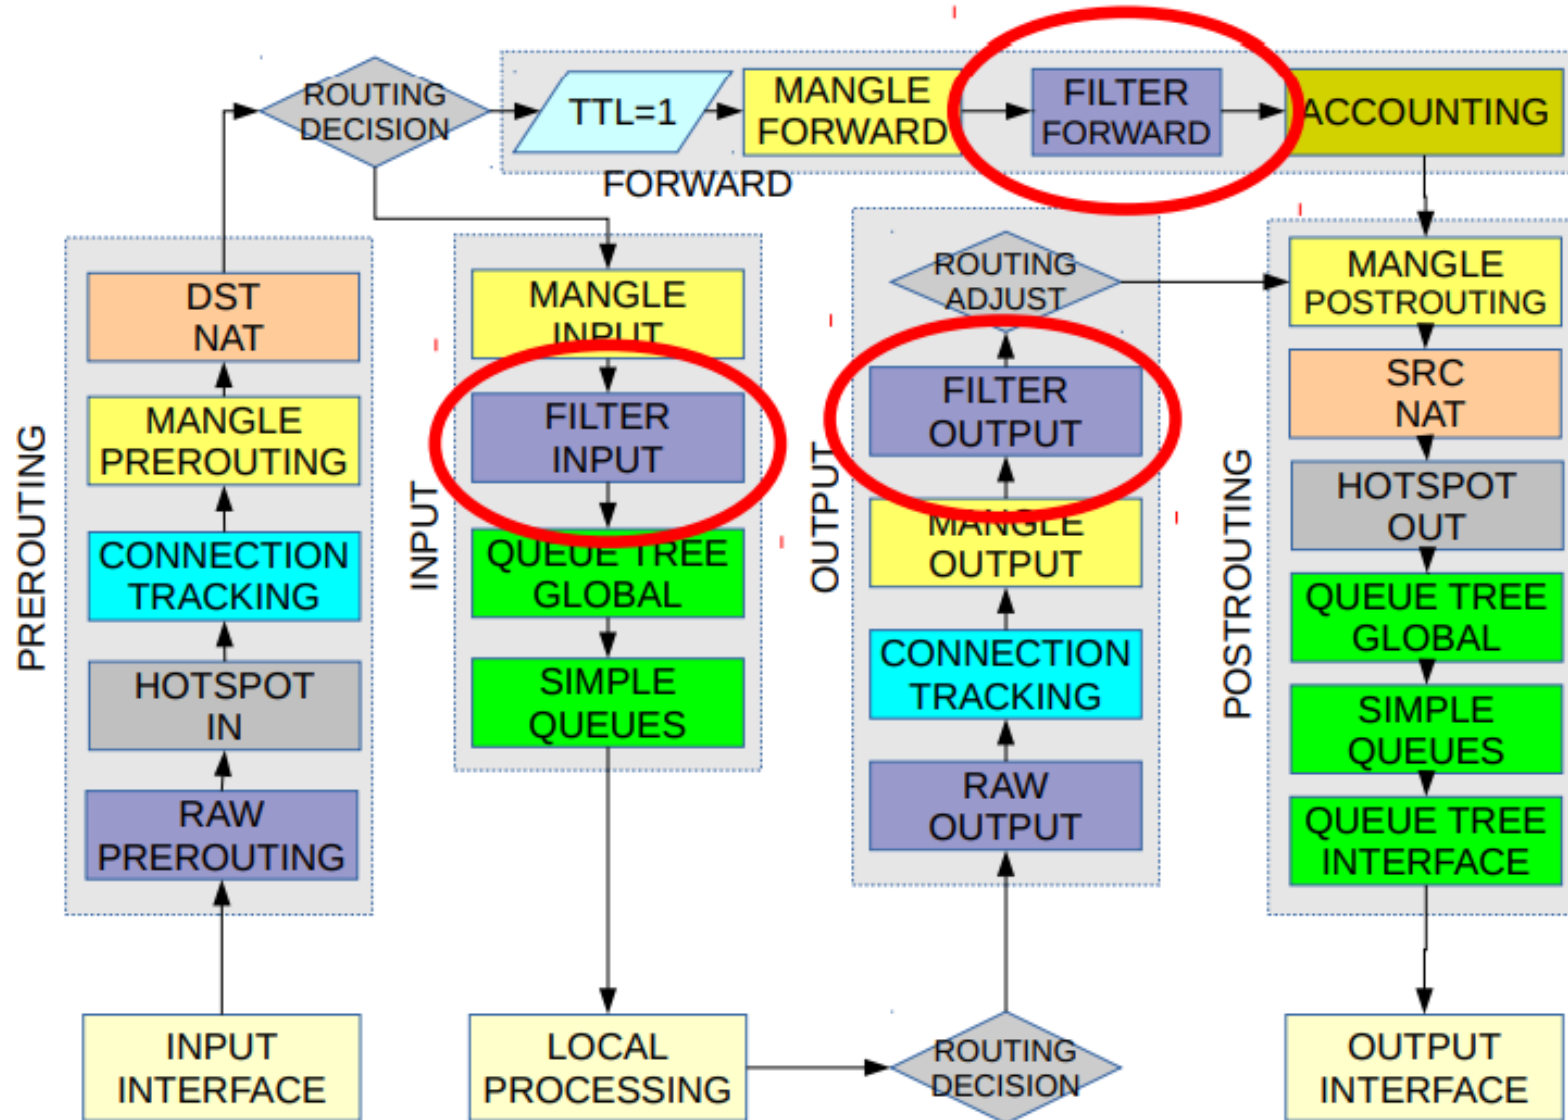 ROUTING
DECISION
TTL=1
MANGLE
FORWARD
FILTER
FORWARD
ACCOUNTING
FORWARD
PREROUTING
DST
NAT
MANGLE
PREROUTING
CONNECTION
TRACKING
HOTSPOT
IN
RAW
PREROUTING
INPUT
INTERFACE
INPUT
MANGLE
INPUT
FILTER
INPUT
QUEUE TREE
GLOBAL
SIMPLE
QUEUES
LOCAL
PROCESSING
OUTPUT
ROUTING
ADJUST
FILTER
OUTPUT
MANGLE
OUTPUT
CONNECTION
TRACKING
RAW
OUTPUT
ROUTING
DECISION
POSTROUTING
MANGLE
POSTROUTING
SRC
NAT
HOTSPOT
OUT
QUEUE TREE
GLOBAL
SIMPLE
QUEUES
QUEUE TREE
INTERFACE
OUTPUT
INTERFACE